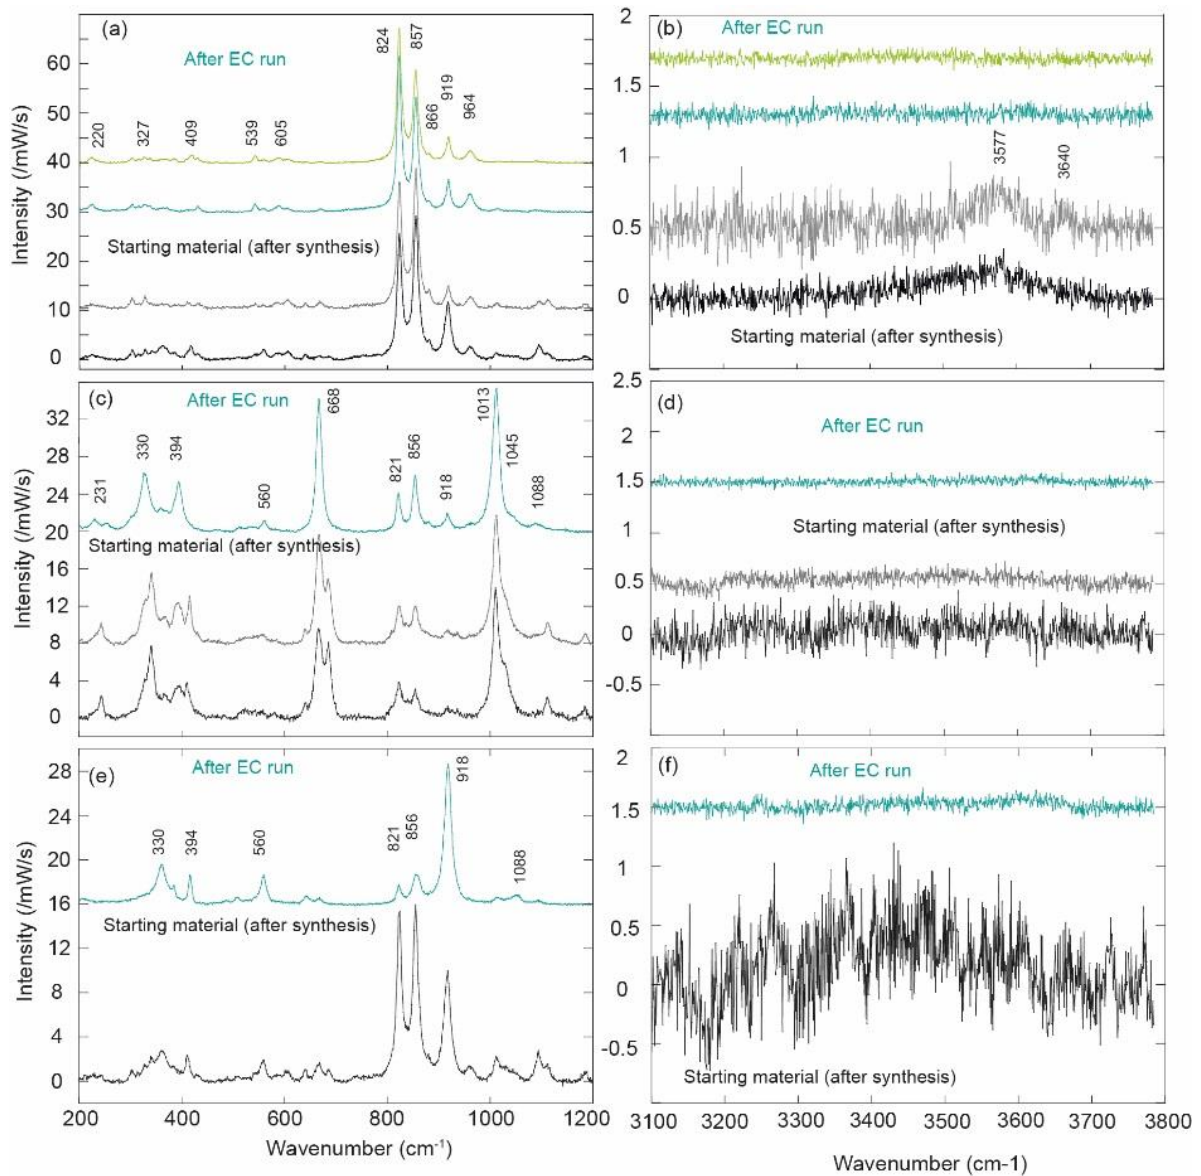 (a)
After EC run
824
857
866
919
964
220
327
409
539
605
Starting material (after synthesis)
60
50
40
30
20
10
0
Intensity (/mW/s)
(b)
After EC run
3577
3640
Starting material (after synthesis)
2
1.5
1
0.5
0
(c)
After EC run
231
330
394
560
668
821
856
918
1013
1045
1088
Starting material (after synthesis)
32
28
24
20
16
12
8
4
0
Intensity (/mW/s)
(d)
After EC run
Starting material (after synthesis)
2.5
2
1.5
1
0.5
0
-0.5
(e)
After EC run
330
394
560
821
856
918
1088
Starting material (after synthesis)
28
24
20
16
12
8
4
0
Intensity (/mW/s)
200 400 600 800 1000 1200
Wavenumber (cm-1)
(f)
After EC run
Starting material (after synthesis)
2
1.5
1
0.5
0
-0.5
3100 3200 3300 3400 3500 3600 3700 3800
Wavenumber (cm-1)